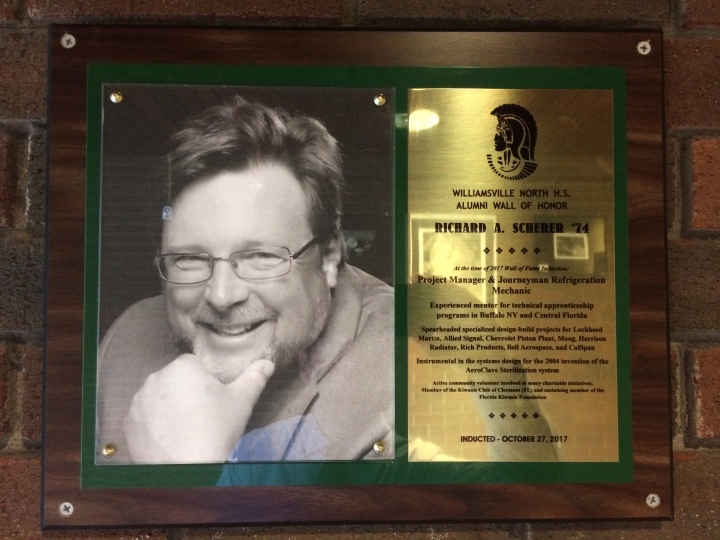 WILLIAMSVILLE NORTH H.S.
ALUMNI WALL OF HONOR
RICHARD A. SCHERER '74
At the time of 2017 Wall of Fame Induction:
Project Manager & Journeyman Refrigeration
Mechanic
Experienced mentor for technical apprenticeship
programs in Buffalo NY and Central Florida
Spearheaded specialized design-build projects for Lockheed
Martin, Allied Signal, Chevrolet Piston Plant, Moog, Harrison
Radiator, Rich Products, Bell Aerospace, and CalSpan
Instrumental in the systems design for the 2004 invention of the
AeroClave Sterilization system
Active community volunteer involved in many charitable initiatives;
Member of the Kiwanis Club of Clermont (FL) and sustaining member of the
Florida Kiwanis Foundation
INDUCTED - OCTOBER 27, 2017